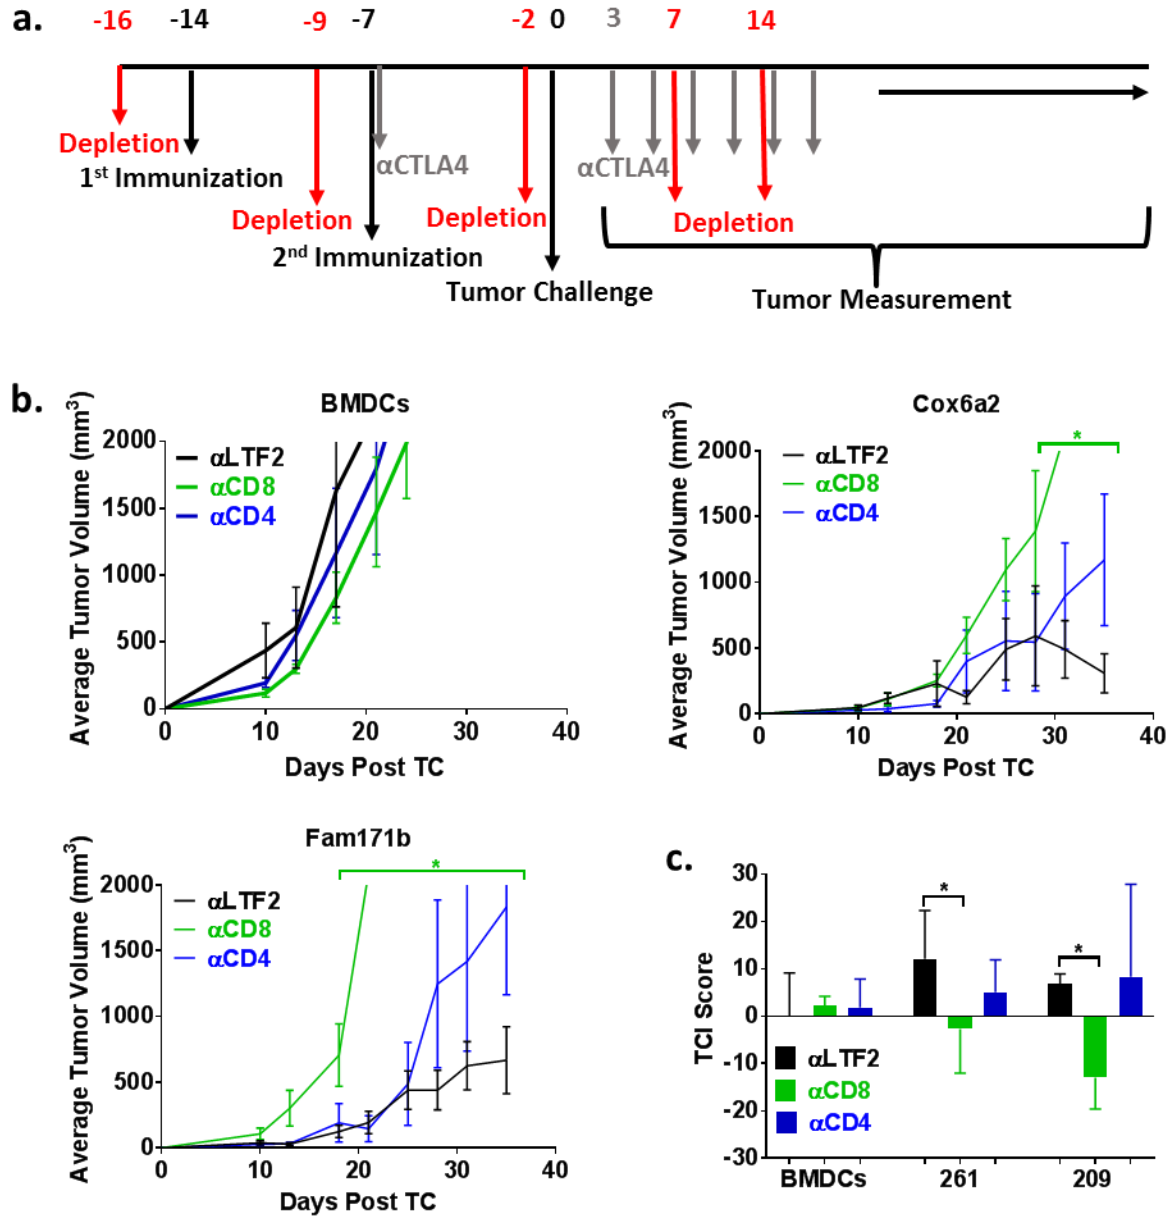 a.
-16 -14 -9 -7 -2 0 3 7 14
Depletion
1st Immunization
αCTLA4
αCTLA4
Depletion
Depletion
Depletion
2nd Immunization
Tumor Challenge
Tumor Measurement
b.
BMDCs
Average Tumor Volume (mm3)
2000
1500
1000
500
0
αLTF2
αCD8
αCD4
0 10 20 30 40
Days Post TC
Cox6a2
*
Average Tumor Volume (mm3)
2000
1500
1000
500
0
αLTF2
αCD8
αCD4
0 10 20 30 40
Days Post TC
Fam171b
*
Average Tumor Volume (mm3)
2000
1500
1000
500
0
αLTF2
αCD8
αCD4
0 10 20 30 40
Days Post TC
c.
TCI Score
30
20
10
0
-10
-20
-30
*
*
αLTF2
αCD8
αCD4
BMDCs 261 209